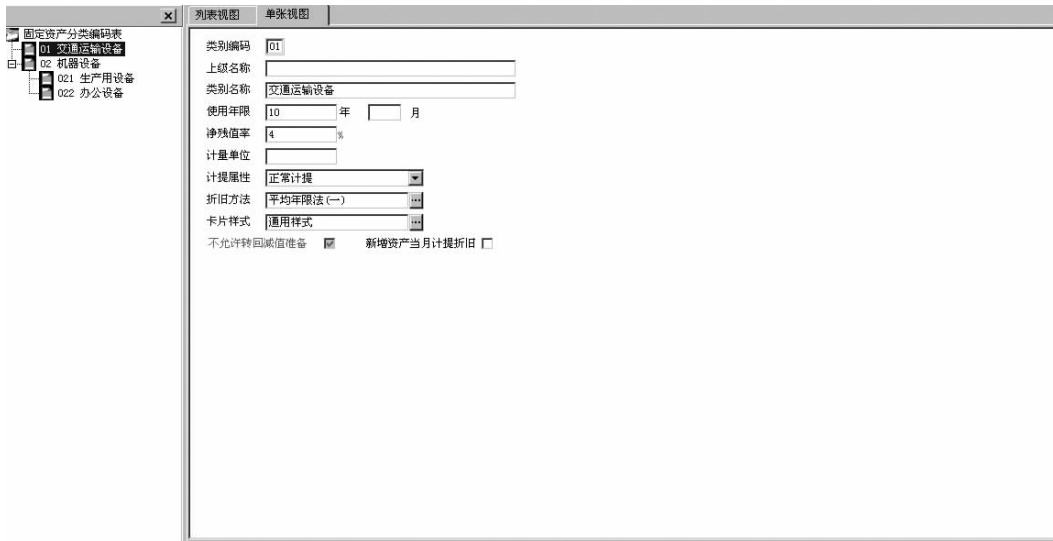 列表视图 单张视图
固定资产分类编码表
01 交通运输设备
02 机器设备
021 生产用设备
022 办公设备
类别编码 01
上级名称
类别名称 交通运输设备
使用年限 10 年 月
净残值率 4 %
计量单位
计提属性 正常计提
折旧方法 平均年限法(一)
卡片样式 通用样式
不允许转回减值准备 新增资产当月计提折旧